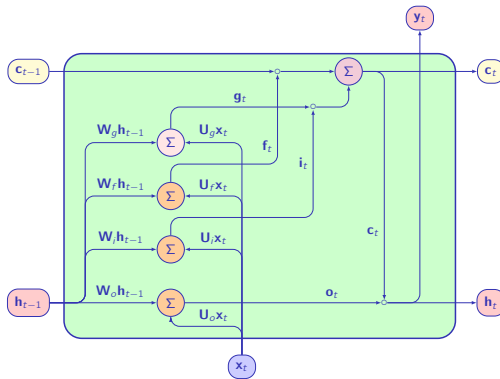 y_t
c_{t−1}
Σ
c_t
g_t
W_g h_{t−1}
U_g x_t
Σ
f_t
i_t
W_f h_{t−1}
U_f x_t
Σ
W_i h_{t−1}
U_i x_t
c_t
Σ
W_o h_{t−1}
o_t
h_{t−1}
Σ
h_t
U_o x_t
x_t